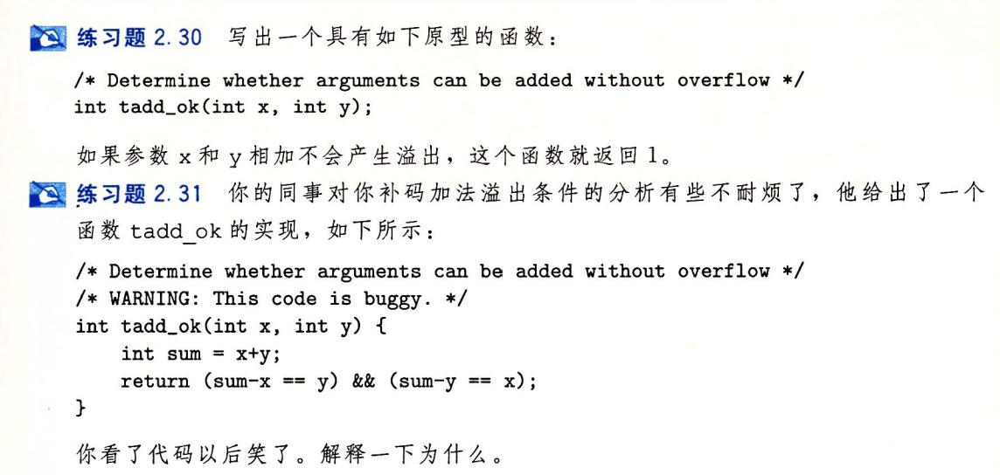 练习题 2.30 写出一个具有如下原型的函数：
/* Determine whether arguments can be added without overflow */
int tadd_ok(int x, int y);
如果参数 x 和 y 相加不会产生溢出，这个函数就返回 1。
练习题 2.31 你的同事对你补码加法溢出条件的分析有些不耐烦了，他给出了一个
函数 tadd_ok 的实现，如下所示：
/* Determine whether arguments can be added without overflow */
/* WARNING: This code is buggy. */
int tadd_ok(int x, int y) {
    int sum = x+y;
    return (sum-x == y) && (sum-y == x);
}
你看了代码以后笑了。解释一下为什么。